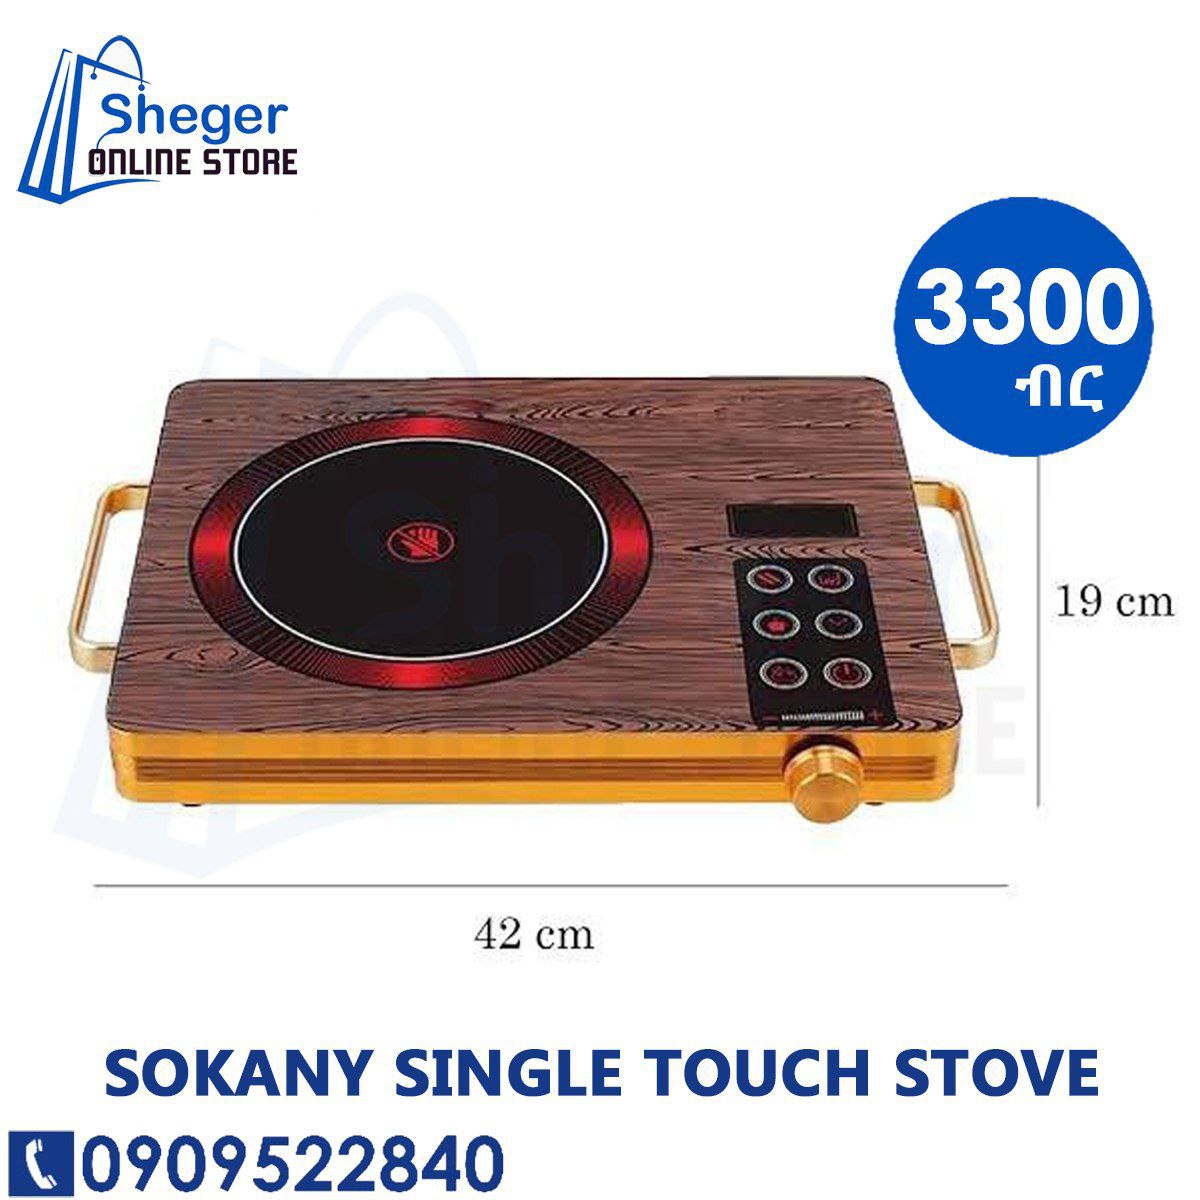 Sheger
ONLINE STORE
3300
ብር
19 cm
42 cm
SOKANY SINGLE TOUCH STOVE
0909522840